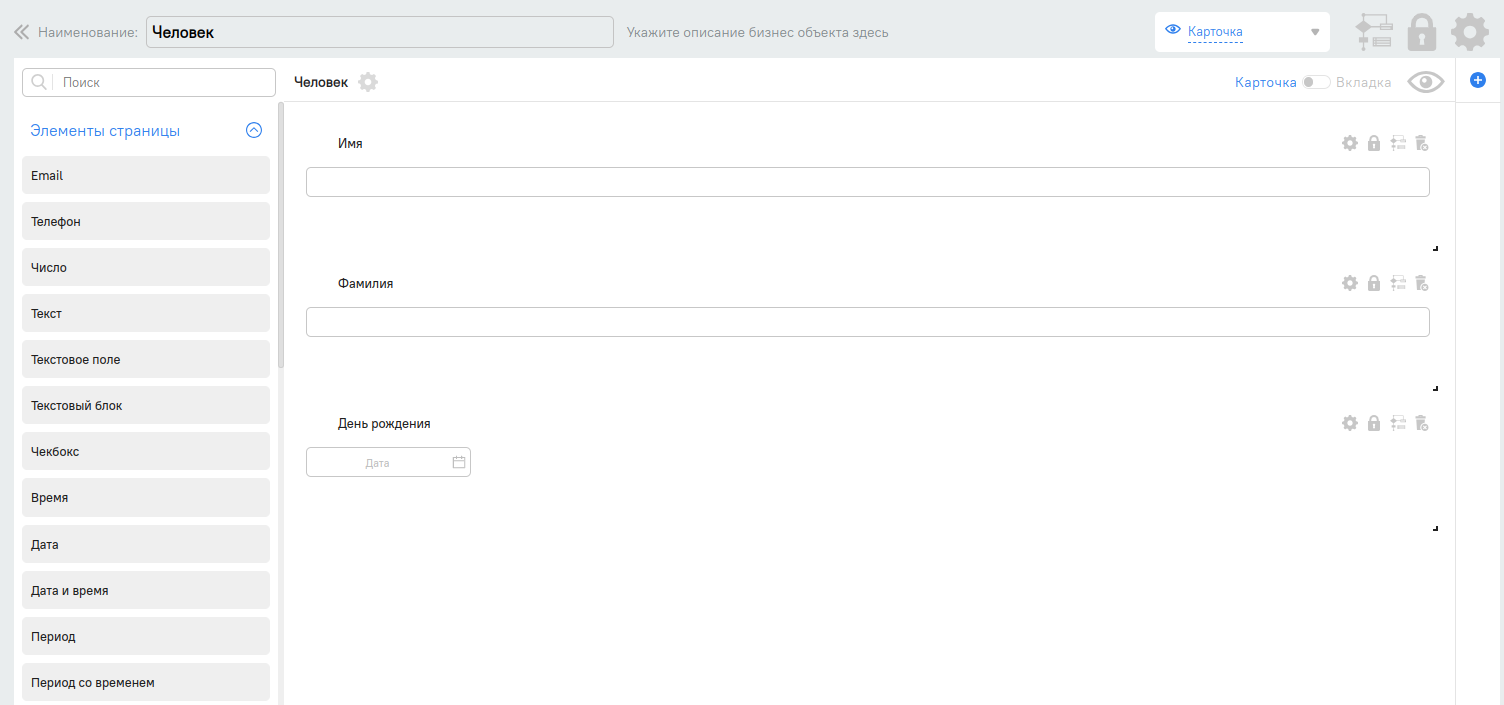 Наименование: Человек Укажите описание бизнес объекта здесь Карточка
Поиск
Человек
Карточка Вкладка
Элементы страницы
Email
Телефон
Число
Текст
Текстовое поле
Текстовый блок
Чекбокс
Время
Дата
Дата и время
Период
Период со временем
Имя
Фамилия
День рождения
Дата